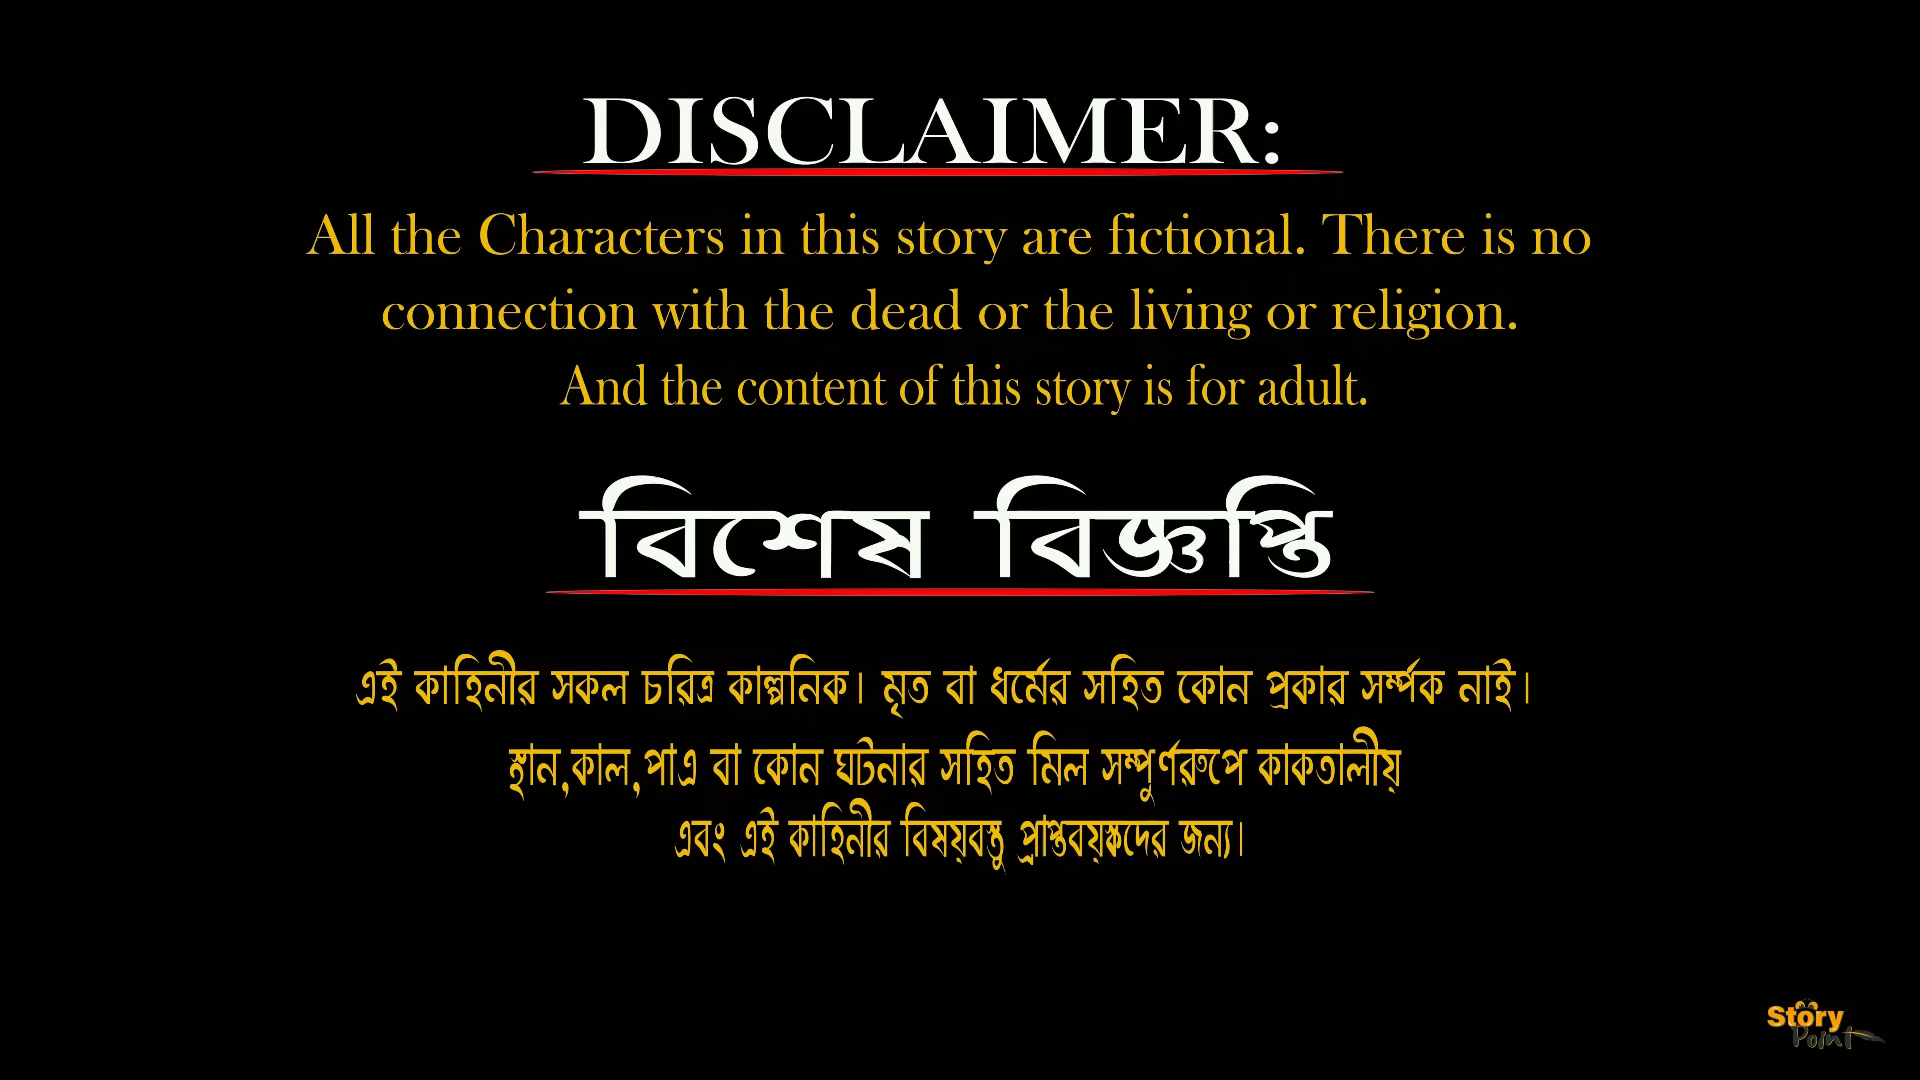 DISCLAIMER:
All the Characters in this story are fictional. There is no
connection with the dead or the living or religion.
And the content of this story is for adult.
বিশেষ বিজ্ঞপ্তি
এই কাহিনীর সকল চরিত্র কাল্পনিক। মৃত বা ধর্মের সহিত কোন প্রকার সর্ম্পক নাই।
স্থান,কাল,পাএ বা কোন ঘটনার সহিত মিল সম্পুর্ণরুপে কাকতালীয়
এবং এই কাহিনীর বিষয়বস্তু প্রাপ্তবয়স্কদের জন্য।
Story
Point